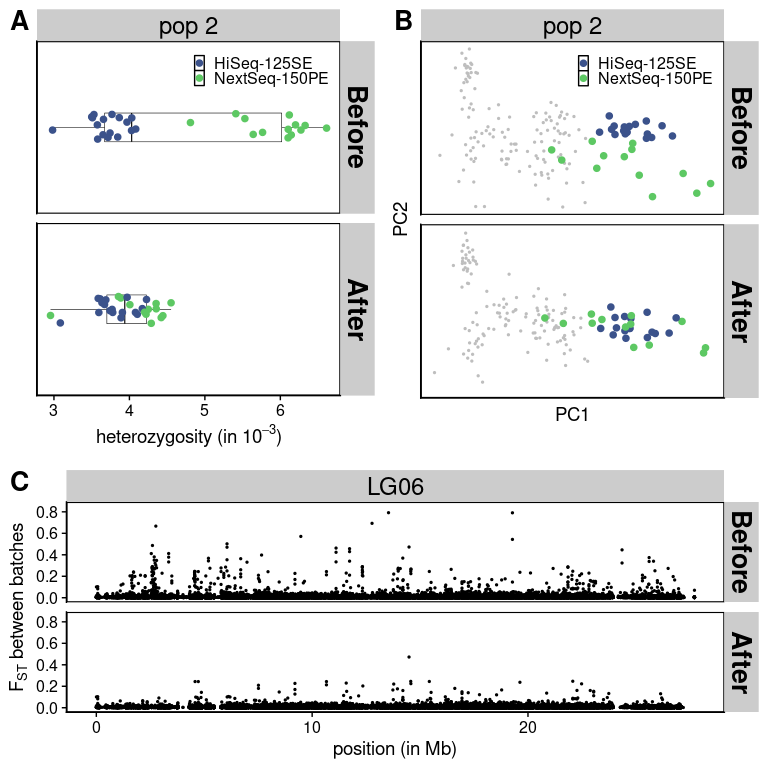 A
pop 2
HiSeq-125SE
NextSeq-150PE
Before
After
3
4
5
6
heterozygosity (in 10⁻³)
B
pop 2
HiSeq-125SE
NextSeq-150PE
Before
After
PC2
PC1
C
LG06
0.8
0.6
0.4
0.2
0.0
Before
0.8
0.6
0.4
0.2
0.0
After
F_ST between batches
0
10
20
position (in Mb)